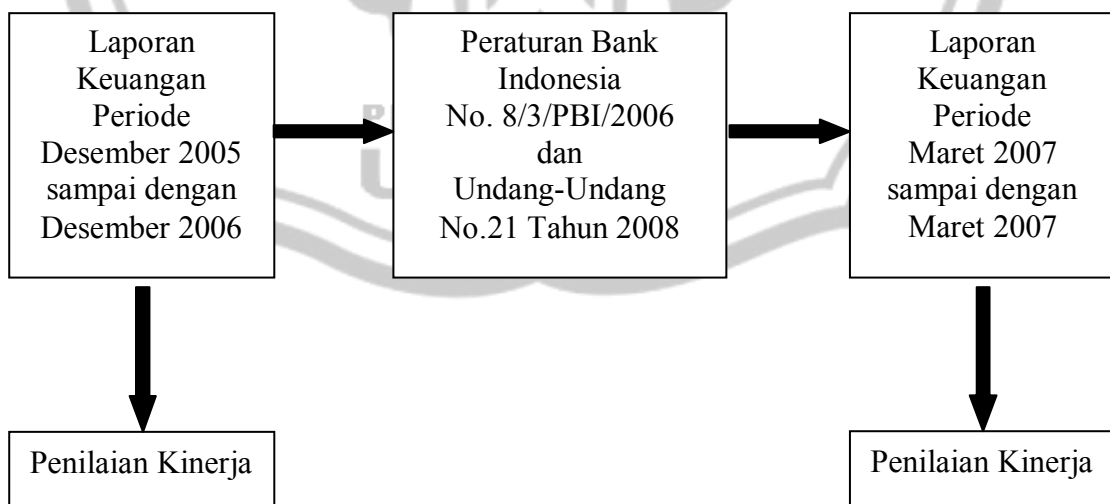 Laporan
Keuangan
Periode
Desember 2005
sampai dengan
Desember 2006
Peraturan Bank
Indonesia
No. 8/3/PBI/2006
dan
Undang-Undang
No.21 Tahun 2008
Laporan
Keuangan
Periode
Maret 2007
sampai dengan
Maret 2007
Penilaian Kinerja
Penilaian Kinerja